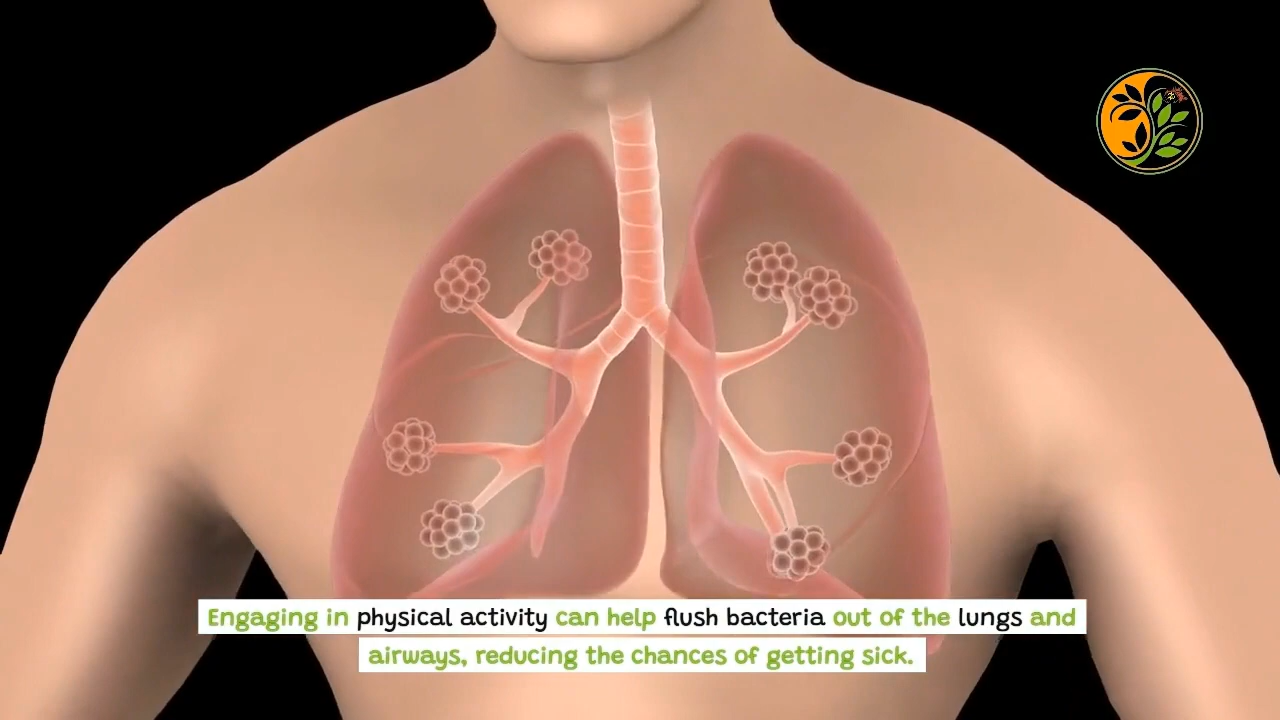 Engaging in physical activity can help flush bacteria out of the lungs and
airways, reducing the chances of getting sick.